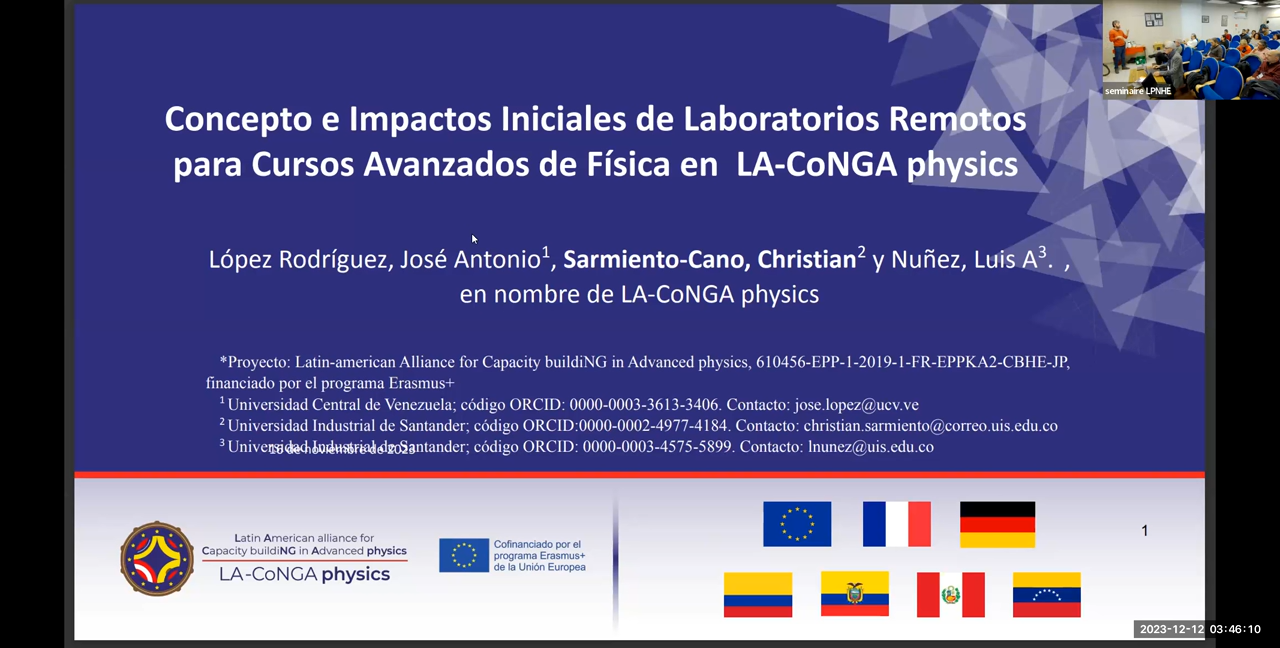 Concepto e Impactos Iniciales de Laboratorios Remotos
para Cursos Avanzados de Física en LA-CoNGA physics
López Rodríguez, José Antonio1, Sarmiento-Cano, Christian2 y Nuñez, Luis A3. ,
en nombre de LA-CoNGA physics
*Proyecto: Latin-american Alliance for Capacity buildiNG in Advanced physics, 610456-EPP-1-2019-1-FR-EPPKA2-CBHE-JP,
financiado por el programa Erasmus+
1 Universidad Central de Venezuela; código ORCID: 0000-0003-3613-3406. Contacto: jose.lopez@ucv.ve
2 Universidad Industrial de Santander; código ORCID:0000-0002-4977-4184. Contacto: christian.sarmiento@correo.uis.edu.co
3 Universidad Industrial de Santander; código ORCID: 0000-0003-4575-5899. Contacto: lnunez@uis.edu.co
de noviembre de 2023
Latin American alliance for
Capacity buildiNG in Advanced physics
LA-CoNGA physics
Cofinanciado por el
programa Erasmus+
de la Unión Europea
1
seminaire LPNHE
2023-12-12 03:46:10